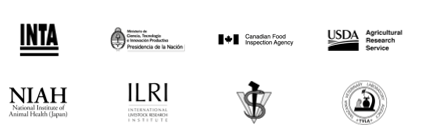 INTA
Ministerio de
Ciencia, Tecnología
e Innovación Productiva
Presidencia de la Nación
Canadian Food
Inspection Agency
USDA
Agricultural
Research
Service
NIAH
National Institute of
Animal Health (Japan)
ILRI
INTERNATIONAL
LIVESTOCK RESEARCH
INSTITUTE